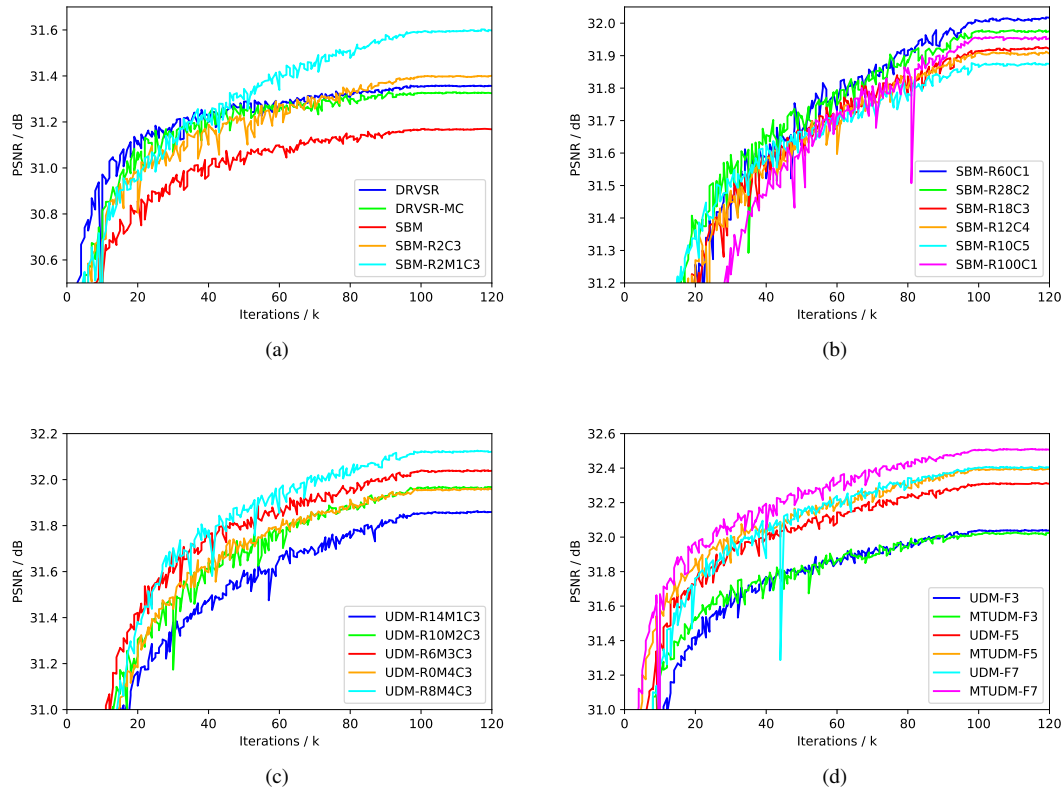 31.6
31.4
31.2
31.0
30.8
30.6
PSNR / dB
DRVSR
DRVSR-MC
SBM
SBM-R2C3
SBM-R2M1C3
0 20 40 60 80 100 120
Iterations / k
(a)
32.0
31.9
31.8
31.7
31.6
31.5
31.4
31.3
31.2
PSNR / dB
SBM-R60C1
SBM-R28C2
SBM-R18C3
SBM-R12C4
SBM-R10C5
SBM-R100C1
0 20 40 60 80 100 120
Iterations / k
(b)
32.2
32.0
31.8
31.6
31.4
31.2
31.0
PSNR / dB
UDM-R14M1C3
UDM-R10M2C3
UDM-R6M3C3
UDM-R0M4C3
UDM-R8M4C3
0 20 40 60 80 100 120
Iterations / k
(c)
32.6
32.4
32.2
32.0
31.8
31.6
31.4
31.2
31.0
PSNR / dB
UDM-F3
MTUDM-F3
UDM-F5
MTUDM-F5
UDM-F7
MTUDM-F7
0 20 40 60 80 100 120
Iterations / k
(d)